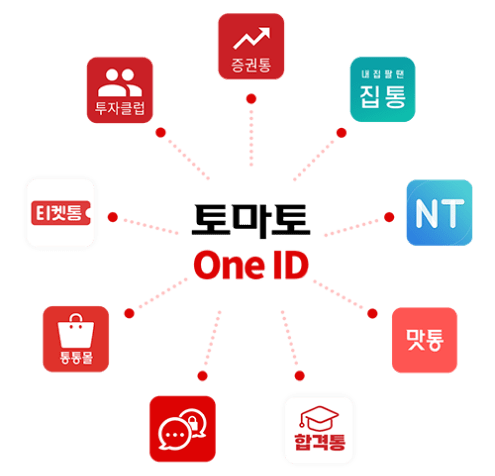 증권통
투자클럽
내 집 팔 땐
집통
티켓통
토마토
One ID
NT
통통몰
맛통
합격통